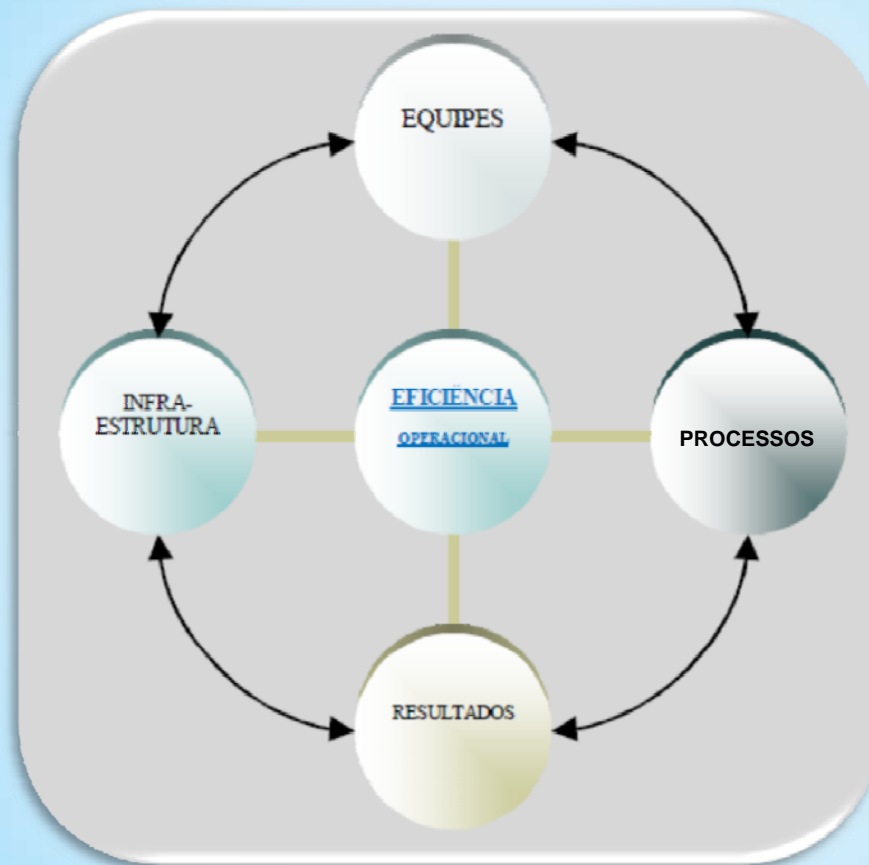 EQUIPES
INFRA-
ESTRUTURA
EFICIÊNCIA
OPERACIONAL
PROCESSOS
RESULTADOS